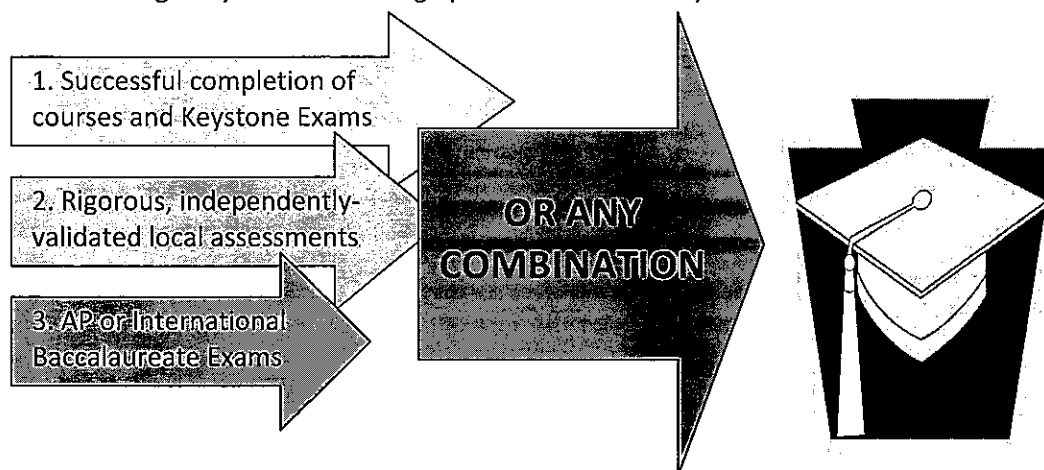 1. Successful completion of
courses and Keystone Exams
2. Rigorous, independently-
validated local assessments
3. AP or International
Baccalaureate Exams
OR ANY
COMBINATION